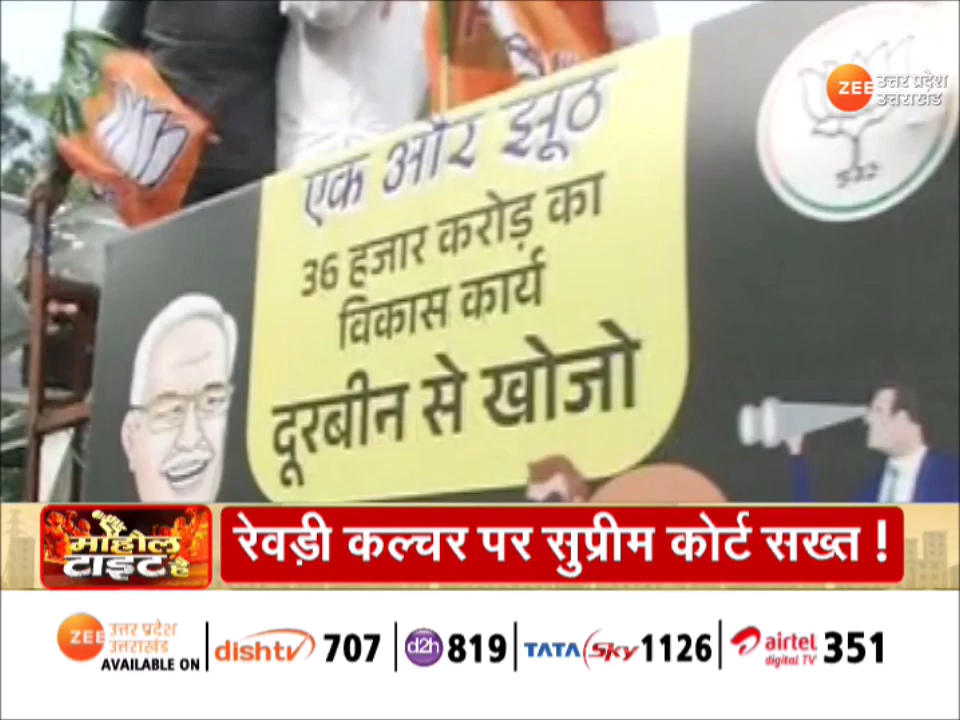 ZEE उत्तर प्रदेश
उत्तराखंड
एक और झूठ
36 हजार करोड़ का
विकास कार्य
दूरबीन से खोजो
माहौल
टाइट है
रेवड़ी कल्चर पर सुप्रीम कोर्ट सख्त !
ZEE उत्तर प्रदेश
उत्तराखंड
AVAILABLE ON
dishtv 707
d2h 819
TATA Sky 1126
airtel
digital TV 351